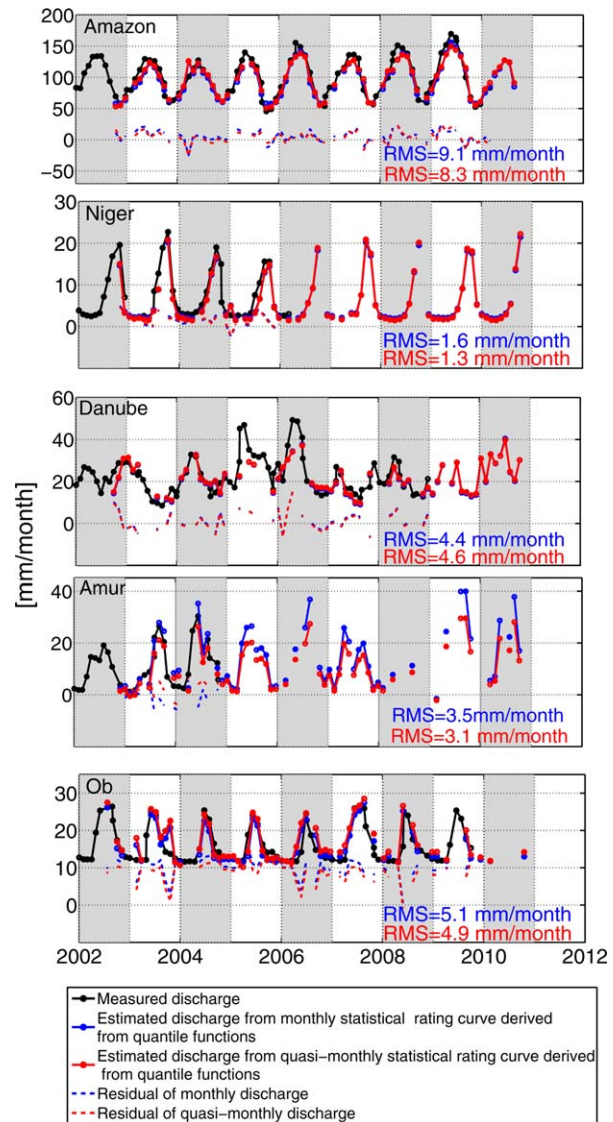 Amazon
200
150
100
50
0
−50
RMS=9.1 mm/month
RMS=8.3 mm/month
Niger
30
20
10
0
RMS=1.6 mm/month
RMS=1.3 mm/month
Danube
60
40
20
0
RMS=4.4 mm/month
RMS=4.6 mm/month
[mm/month]
Amur
40
20
0
RMS=3.5mm/month
RMS=3.1 mm/month
Ob
30
20
10
0
RMS=5.1 mm/month
RMS=4.9 mm/month
2002 2004 2006 2008 2010 2012
Measured discharge
Estimated discharge from monthly statistical rating curve derived
from quantile functions
Estimated discharge from quasi−monthly statistical rating curve derived
from quantile functions
Residual of monthly discharge
Residual of quasi−monthly discharge